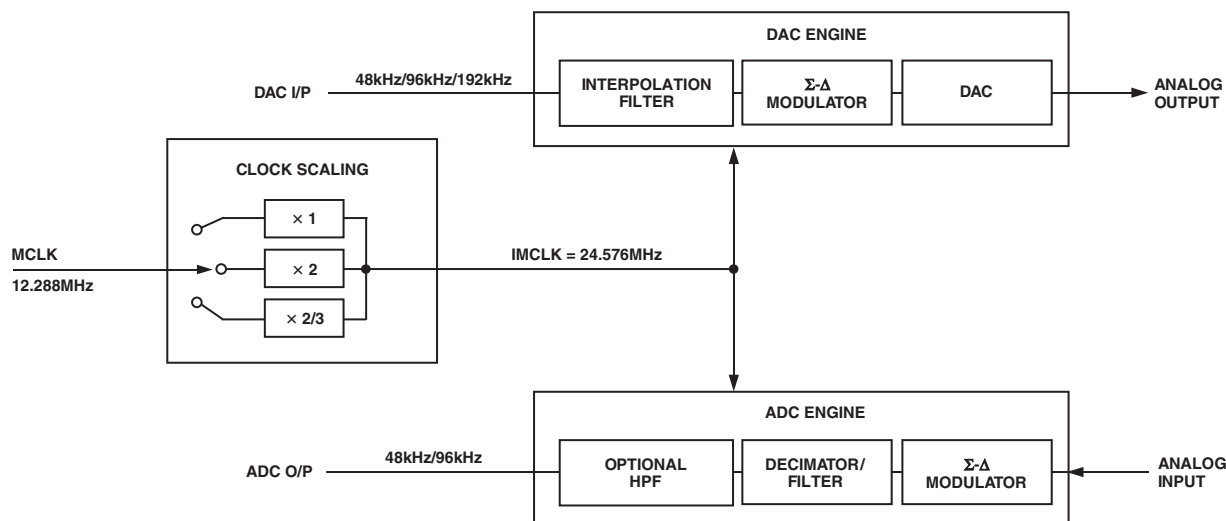 DAC ENGINE
48kHz/96kHz/192kHz
DAC I/P
INTERPOLATION
FILTER
Σ-Δ
MODULATOR
DAC
ANALOG
OUTPUT
CLOCK SCALING
× 1
MCLK
12.288MHz
× 2
IMCLK = 24.576MHz
× 2/3
ADC ENGINE
48kHz/96kHz
ADC O/P
OPTIONAL
HPF
DECIMATOR/
FILTER
Σ-Δ
MODULATOR
ANALOG
INPUT